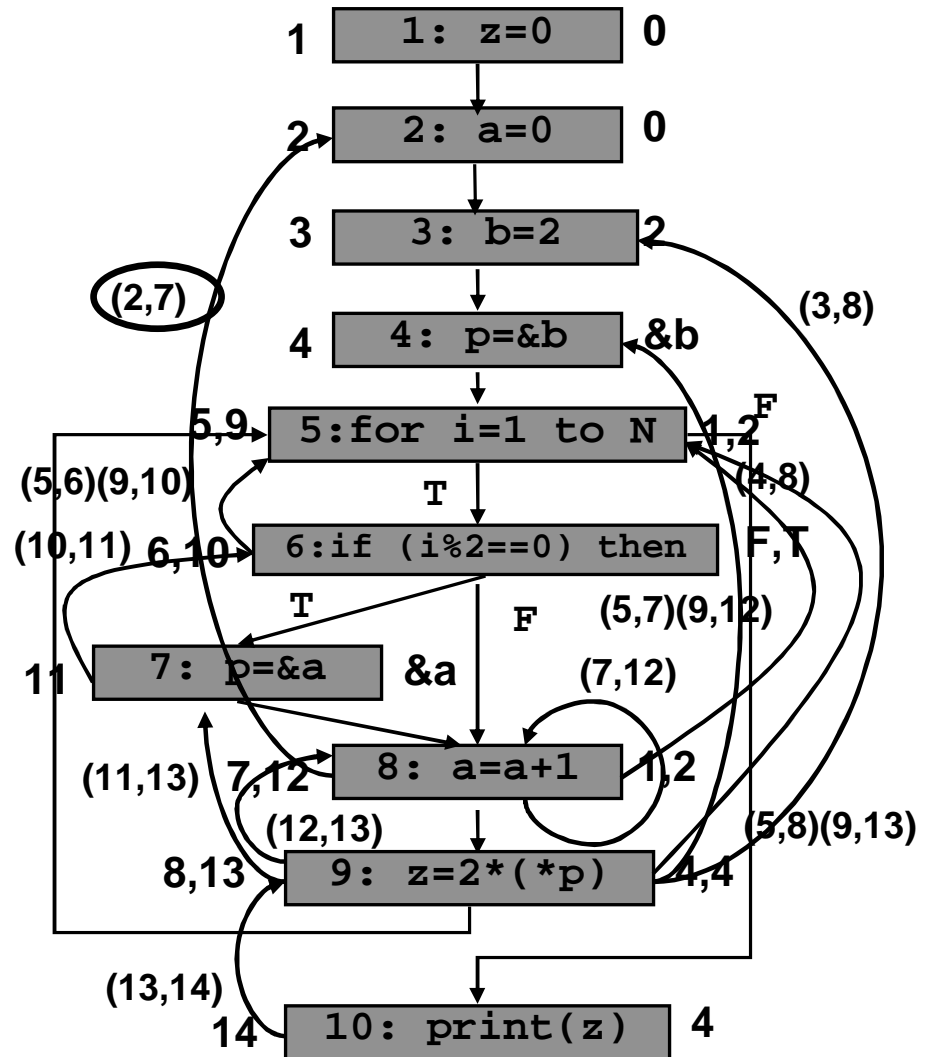 1
1: z=0
0
2
2: a=0
0
3
3: b=2
2
(2,7)
(3,8)
4
4: p=&b
&b
5,9
5:for i=1 to N
1,2
F
(5,6)(9,10)
T
(4,8)
(10,11)
6,10
6:if (i%2==0) then
F,T
T
F
(5,7)(9,12)
11
7: p=&a
&a
(7,12)
(11,13)
7,12
8: a=a+1
1,2
(12,13)
(5,8)(9,13)
8,13
9: z=2*(*p)
4,4
(13,14)
14
10: print(z)
4